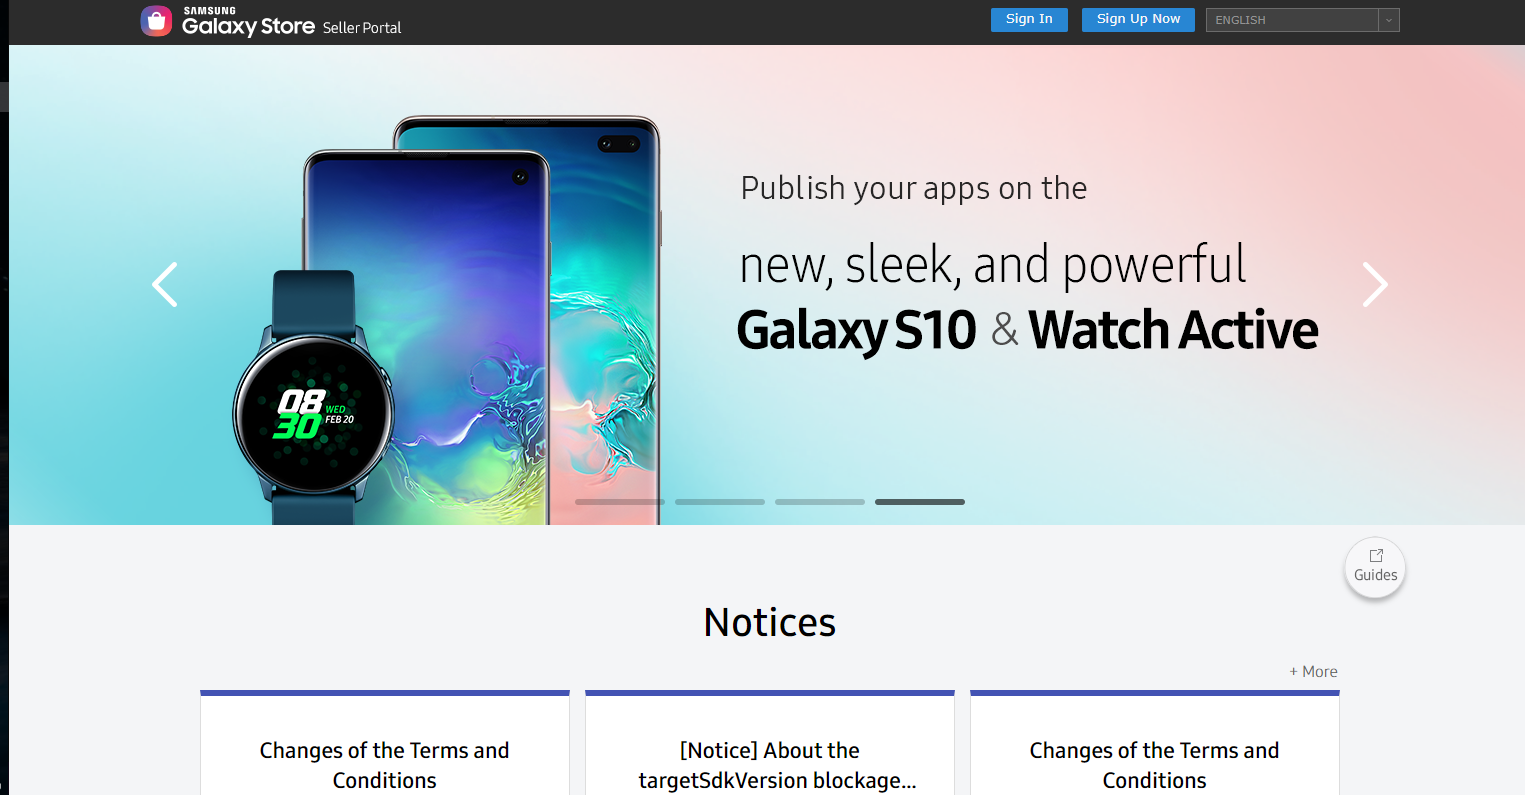 SAMSUNG
Galaxy Store Seller Portal
Sign In
Sign Up Now
ENGLISH
Publish your apps on the
new, sleek, and powerful
Galaxy S10 & Watch Active
08
30
WED
FEB 20
Guides
Notices
+ More
Changes of the Terms and
Conditions
[Notice] About the
targetSdkVersion blockage...
Changes of the Terms and
Conditions